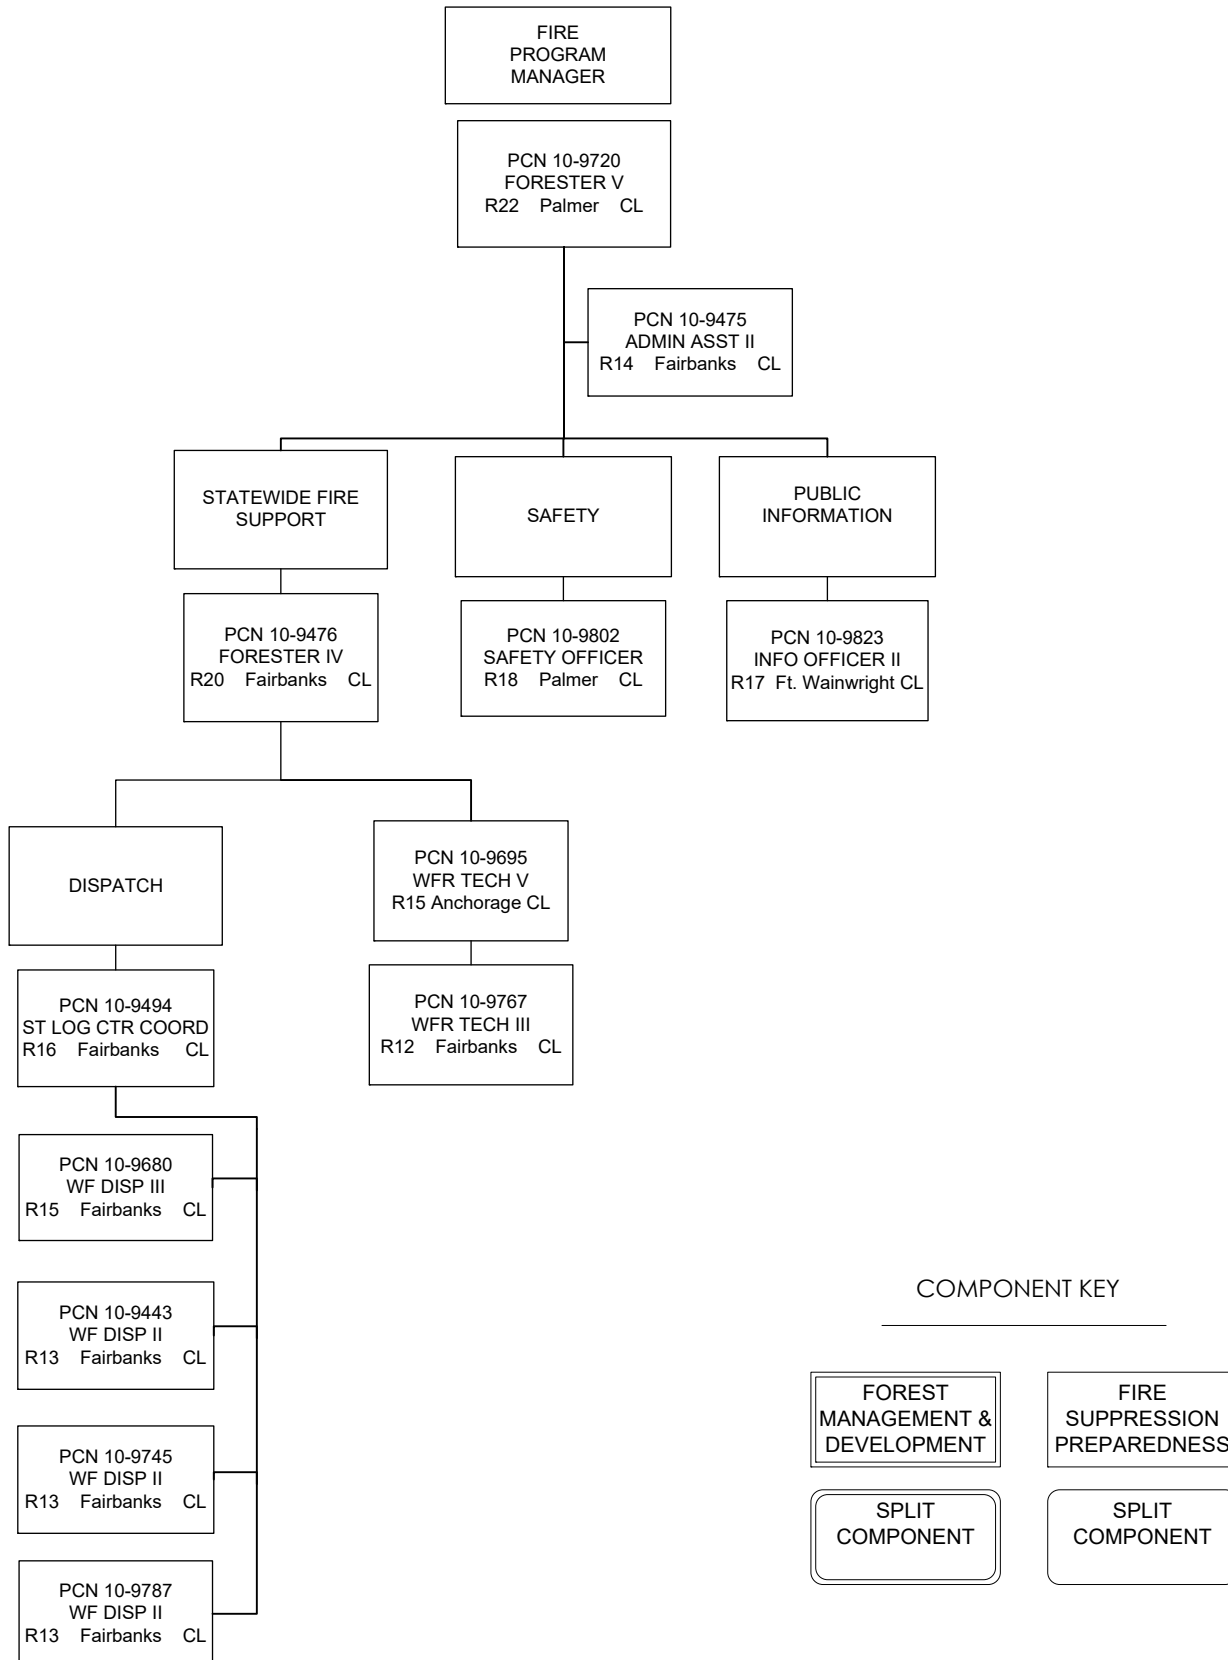 FIRE
PROGRAM
MANAGER
PCN 10-9720
FORESTER V
R22 Palmer CL
PCN 10-9475
ADMIN ASST II
R14 Fairbanks CL
STATEWIDE FIRE
SUPPORT
SAFETY
PUBLIC
INFORMATION
PCN 10-9476
FORESTER IV
R20 Fairbanks CL
PCN 10-9802
SAFETY OFFICER
R18 Palmer CL
PCN 10-9823
INFO OFFICER II
R17 Ft. Wainwright CL
DISPATCH
PCN 10-9695
WFR TECH V
R15 Anchorage CL
PCN 10-9494
ST LOG CTR COORD
R16 Fairbanks CL
PCN 10-9767
WFR TECH III
R12 Fairbanks CL
PCN 10-9680
WF DISP III
R15 Fairbanks CL
PCN 10-9443
WF DISP II
R13 Fairbanks CL
PCN 10-9745
WF DISP II
R13 Fairbanks CL
PCN 10-9787
WF DISP II
R13 Fairbanks CL
COMPONENT KEY
FOREST
MANAGEMENT &
DEVELOPMENT
FIRE
SUPPRESSION
PREPAREDNESS
SPLIT
COMPONENT
SPLIT
COMPONENT